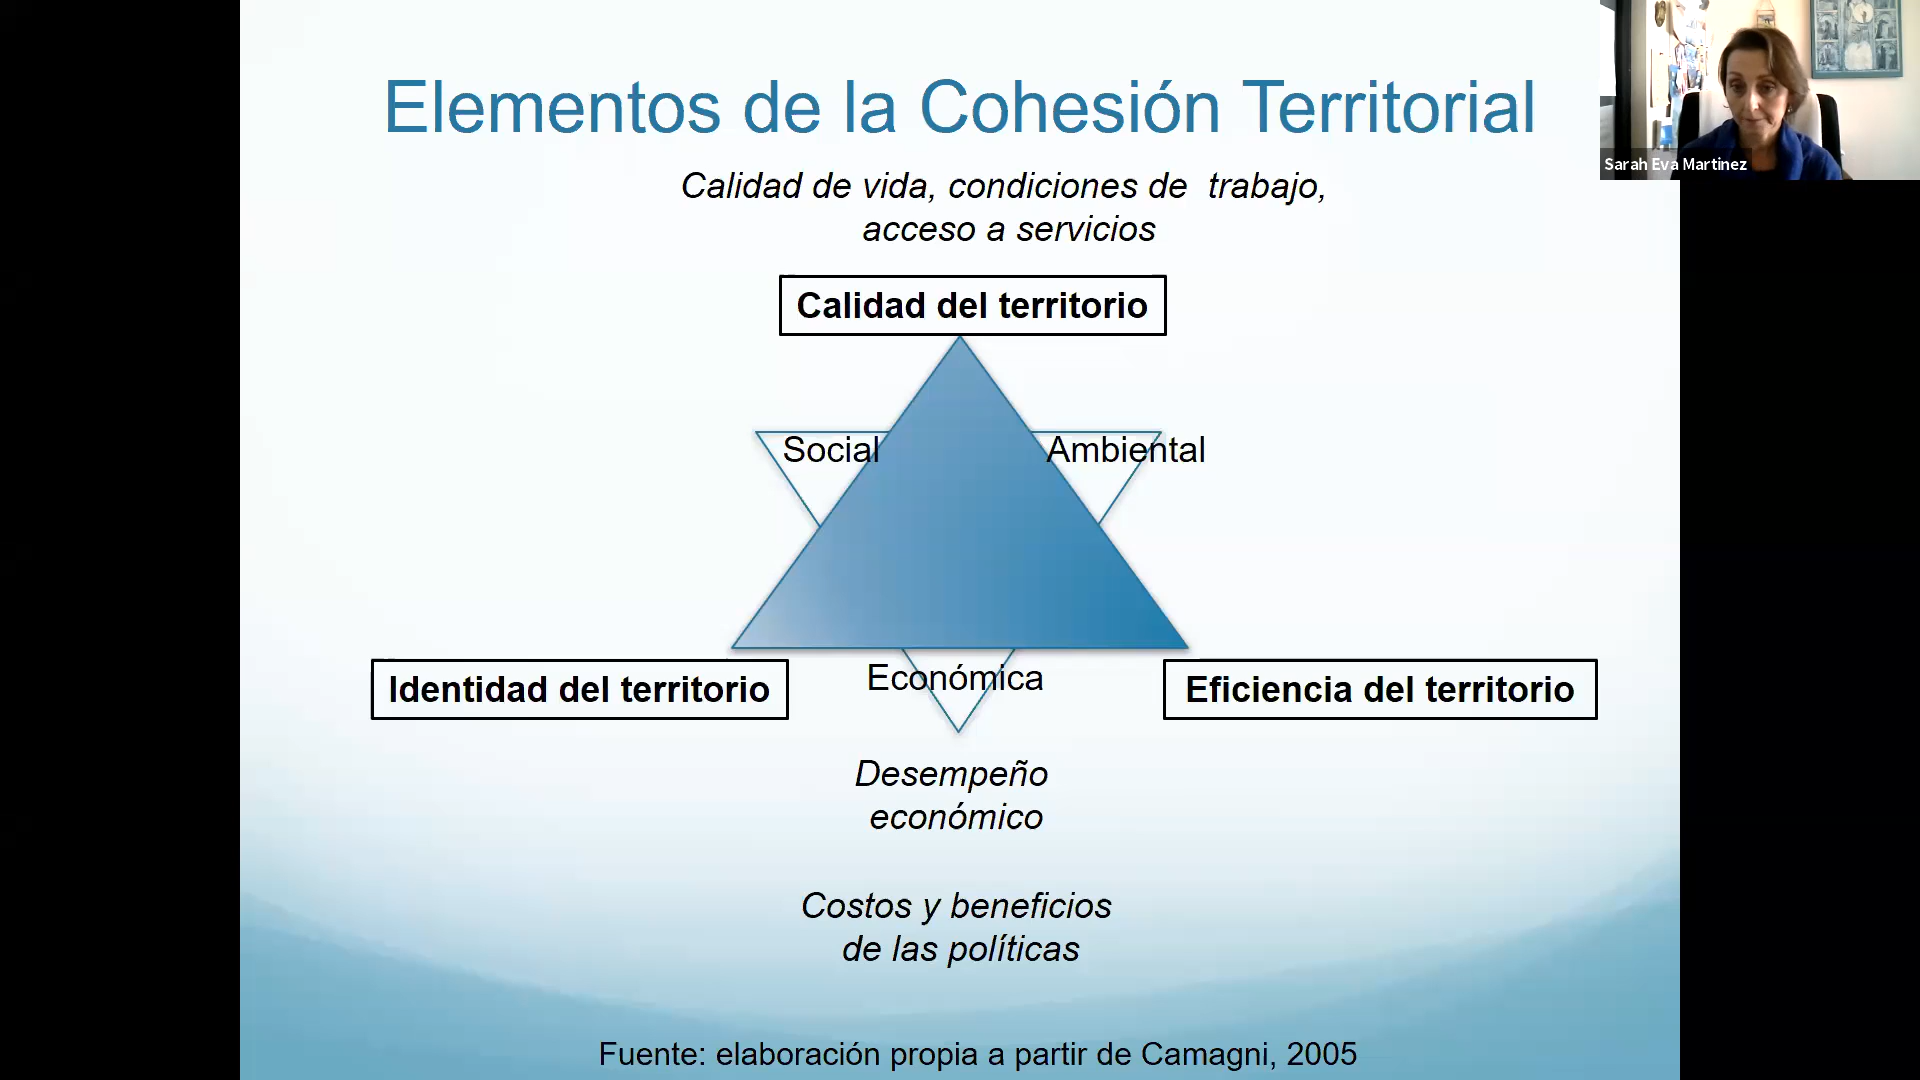 Elementos de la Cohesión Territorial
Sarah Eva Martinez
Calidad de vida, condiciones de trabajo,
acceso a servicios
Calidad del territorio
Social
Ambiental
Identidad del territorio
Económica
Eficiencia del territorio
Desempeño
económico
Costos y beneficios
de las políticas
Fuente: elaboración propia a partir de Camagni, 2005